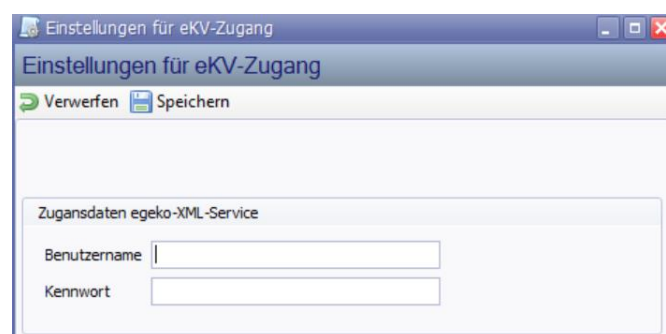 Einstellungen für eKV-Zugang
Einstellungen für eKV-Zugang
Verwerfen Speichern
Zugansdaten egeko-XML-Service
Benutzername
Kennwort